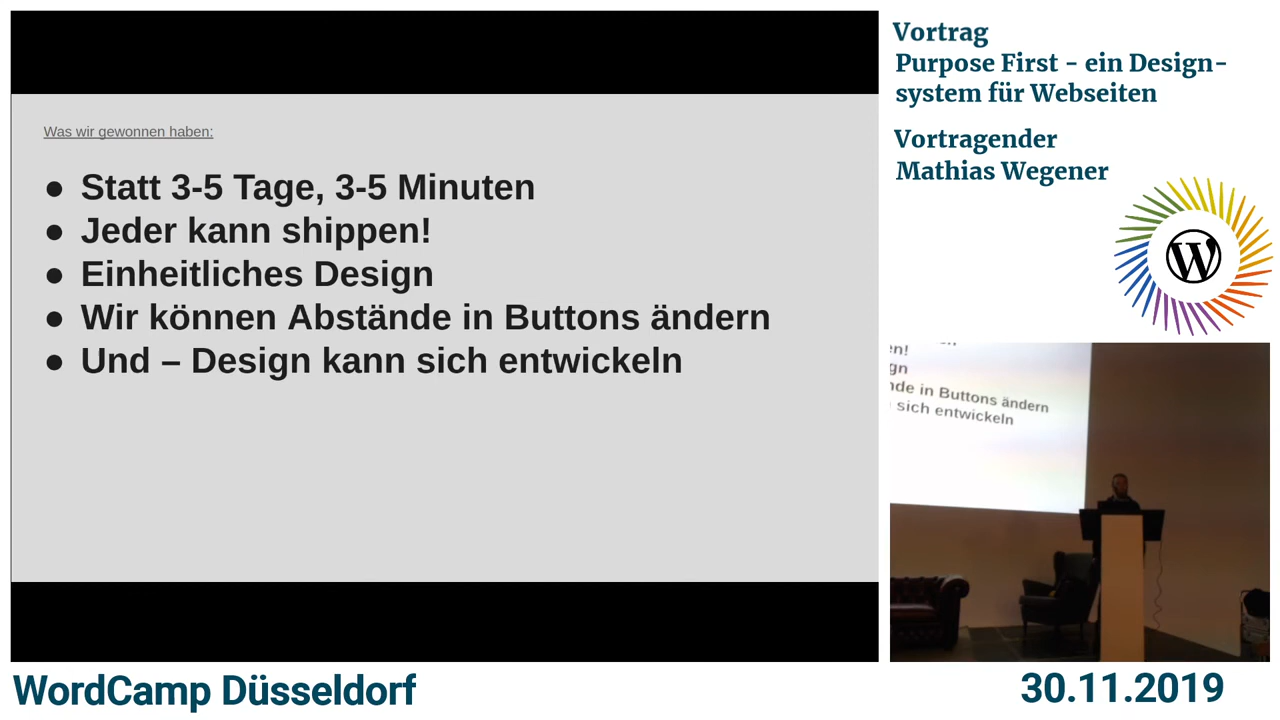 Was wir gewonnen haben:
● Statt 3-5 Tage, 3-5 Minuten
● Jeder kann shippen!
● Einheitliches Design
● Wir können Abstände in Buttons ändern
● Und – Design kann sich entwickeln
Vortrag
Purpose First - ein Design-
system für Webseiten
Vortragender
Mathias Wegener
en!
gn
nde in Buttons ändern
sich entwickeln
WordCamp Düsseldorf
30.11.2019